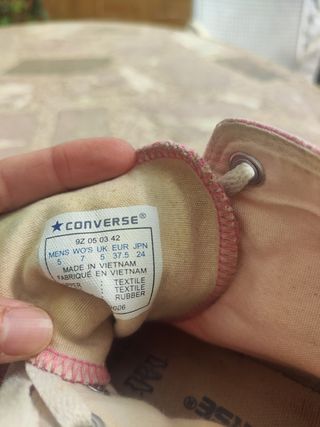 ★CONVERSE®
9Z 05 03 42
MENS WO'S UK EUR JPN
5 7 5 37.5 24
MADE IN VIETNAM
FABRIQUÉ EN VIETNAM
TEXTILE
TEXTILE
RUBBER